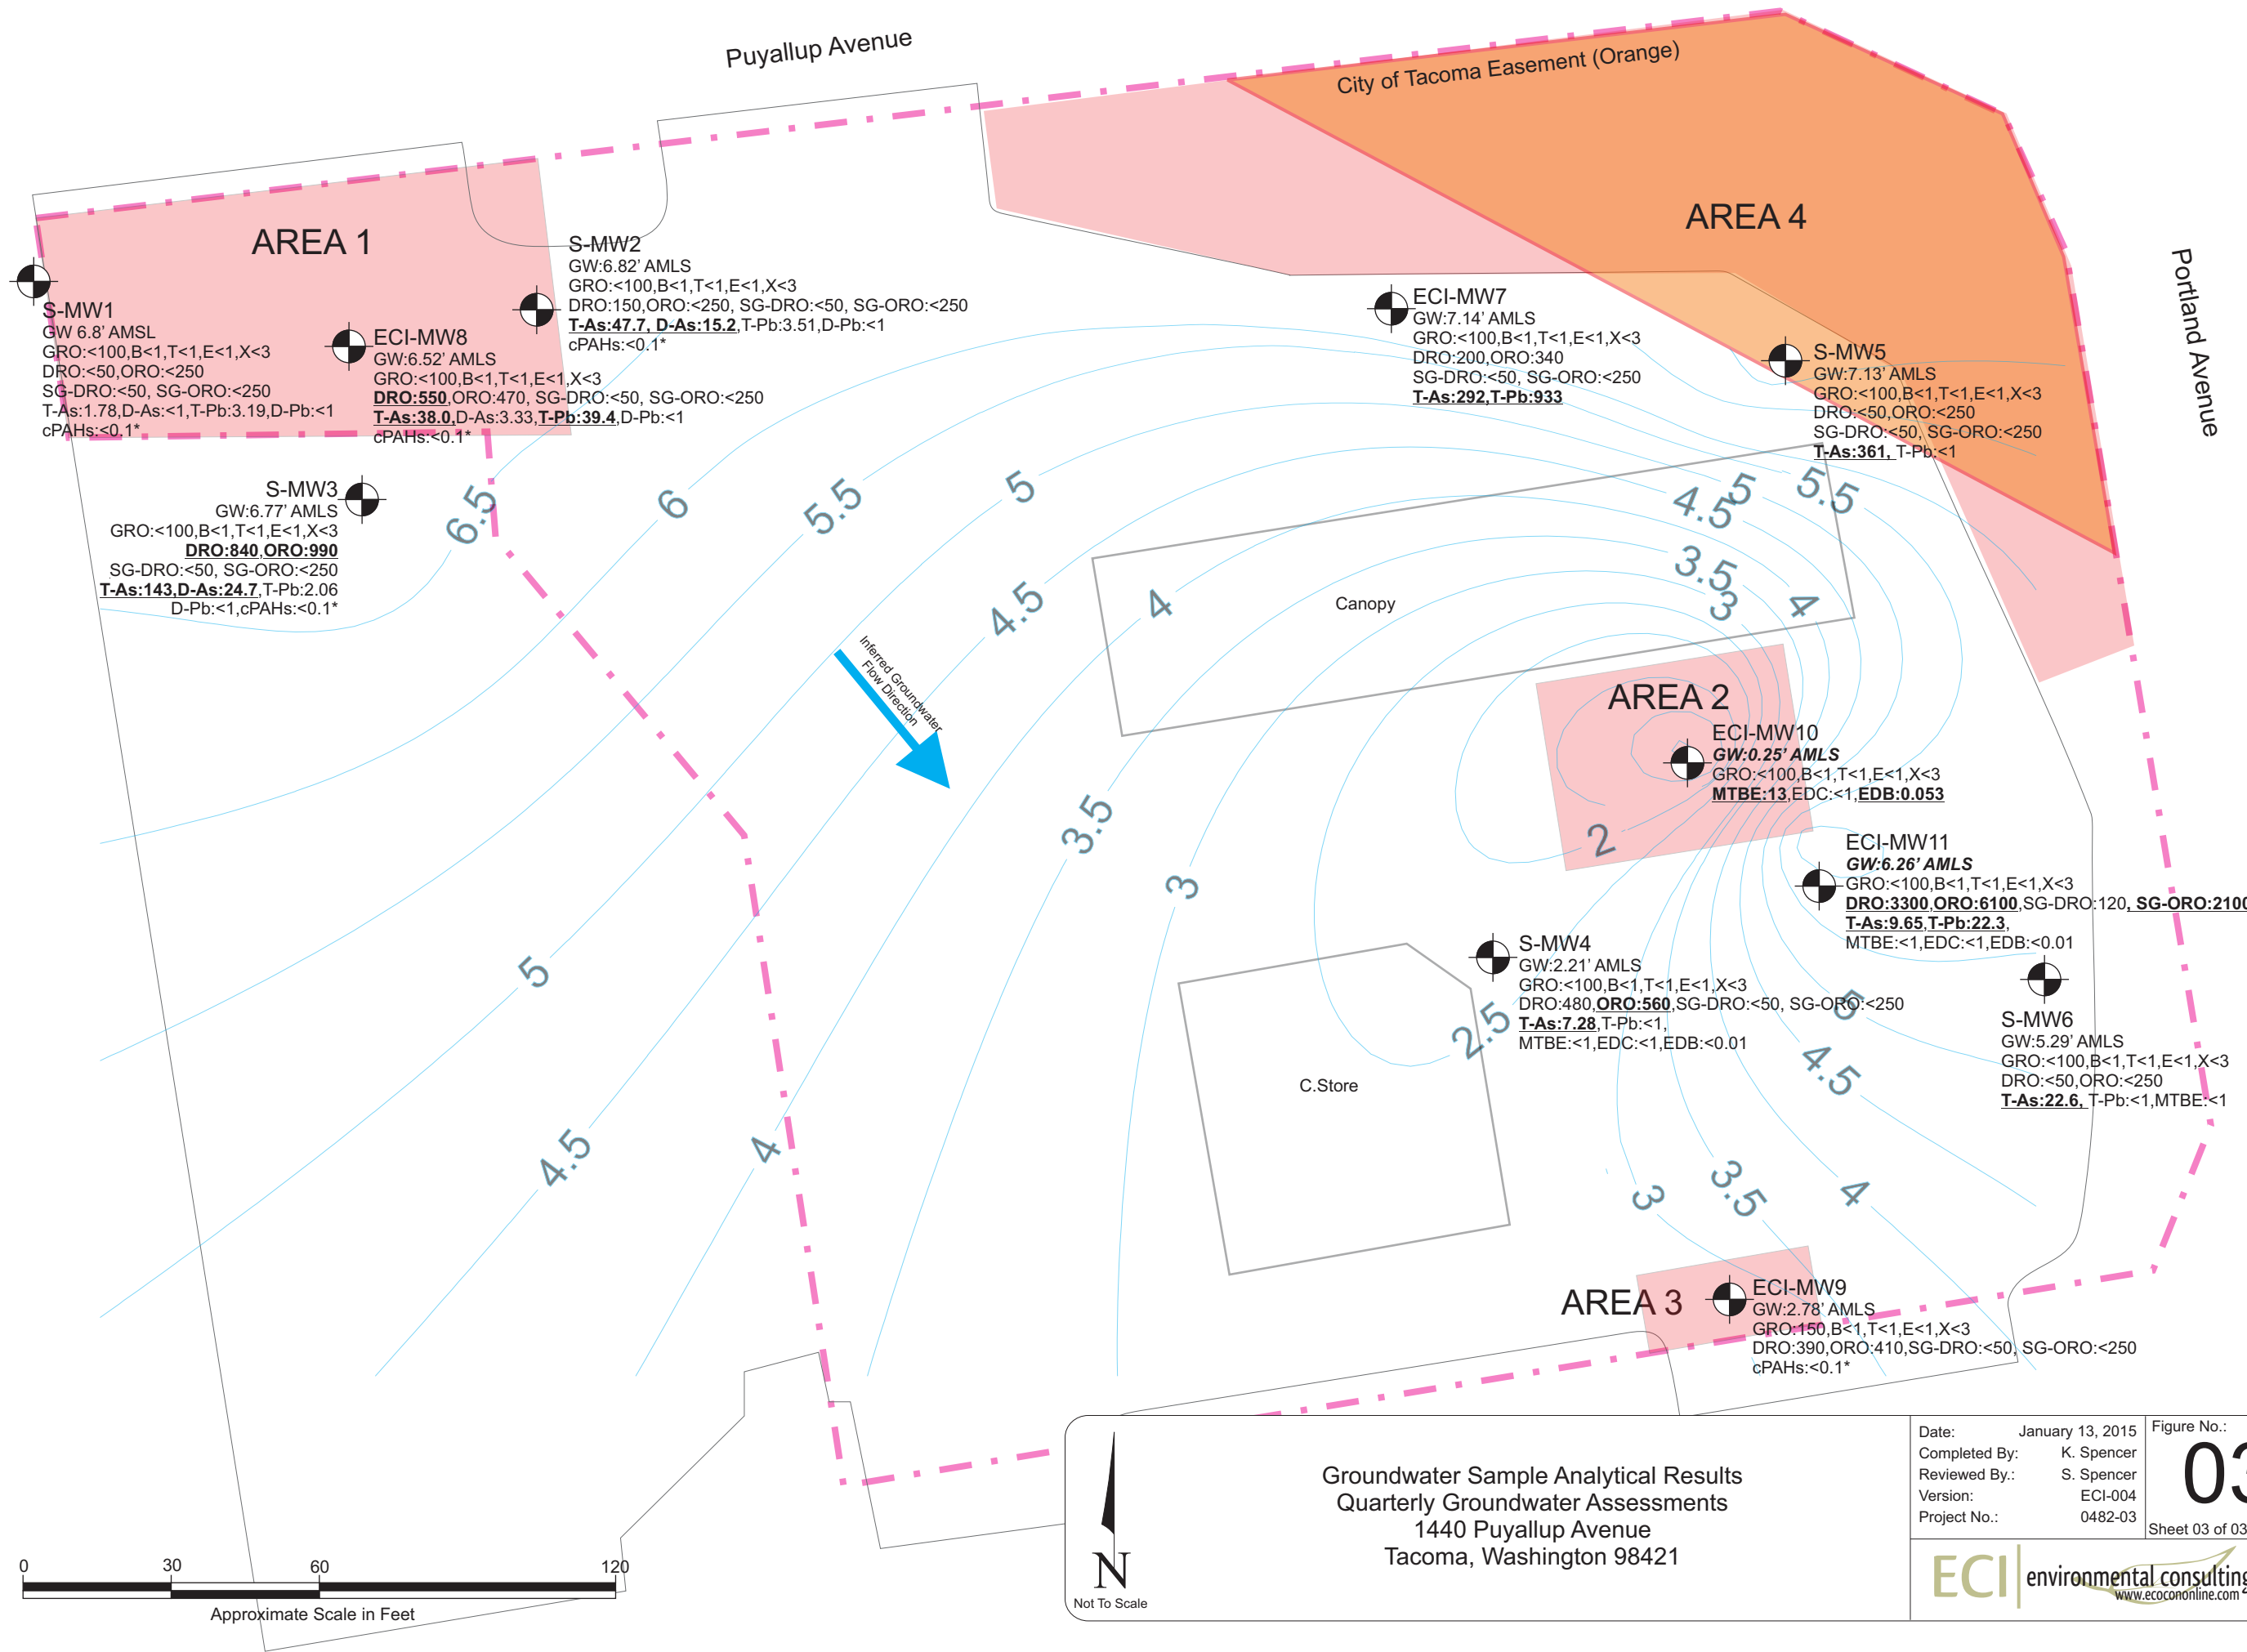 Puyallup Avenue
City of Tacoma Easement (Orange)
AREA 4
Portland Avenue
AREA 1
S-MW1
GW 6.8' AMSL
GRO:<100,B<1,T<1,E<1,X<3
DRO:<50,ORO:<250
SG-DRO:<50, SG-ORO:<250
T-As:1.78,D-As:<1,T-Pb:3.19,D-Pb:<1
cPAHs:<0.1*
ECI-MW8
GW:6.52' AMLS
GRO:<100,B<1,T<1,E<1,X<3
DRO:550,ORO:470, SG-DRO:<50, SG-ORO:<250
T-As:38.0,D-As:3.33,T-Pb:39.4,D-Pb:<1
cPAHs:<0.1*
S-MW2
GW:6.82' AMLS
GRO:<100,B<1,T<1,E<1,X<3
DRO:150,ORO:<250, SG-DRO:<50, SG-ORO:<250
T-As:47.7, D-As:15.2,T-Pb:3.51,D-Pb:<1
cPAHs:<0.1*
ECI-MW7
GW:7.14' AMLS
GRO:<100,B<1,T<1,E<1,X<3
DRO:200,ORO:340
SG-DRO:<50, SG-ORO:<250
T-As:292,T-Pb:933
S-MW5
GW:7.13' AMLS
GRO:<100,B<1,T<1,E<1,X<3
DRO:<50,ORO:<250
SG-DRO:<50, SG-ORO:<250
T-As:361, T-Pb:<1
S-MW3
GW:6.77' AMLS
GRO:<100,B<1,T<1,E<1,X<3
DRO:840,ORO:990
SG-DRO:<50, SG-ORO:<250
T-As:143,D-As:24.7,T-Pb:2.06
D-Pb:<1,cPAHs:<0.1*
6.5
6
5.5
5
4.5
5
5.5
4.5
4
3.5
3
4
Canopy
Inferred Groundwater
Flow Direction
AREA 2
ECI-MW10
GW:0.25' AMLS
GRO:<100,B<1,T<1,E<1,X<3
MTBE:13,EDC:<1,EDB:0.053
2
3.5
3
ECI-MW11
GW:6.26' AMLS
GRO:<100,B<1,T<1,E<1,X<3
DRO:3300,ORO:6100,SG-DRO:120, SG-ORO:2100
T-As:9.65,T-Pb:22.3,
MTBE:<1,EDC:<1,EDB:<0.01
S-MW4
GW:2.21' AMLS
GRO:<100,B<1,T<1,E<1,X<3
DRO:480,ORO:560,SG-DRO:<50, SG-ORO:<250
T-As:7.28,T-Pb:<1,
MTBE:<1,EDC:<1,EDB:<0.01
S-MW6
GW:5.29' AMLS
GRO:<100,B<1,T<1,E<1,X<3
DRO:<50,ORO:<250
T-As:22.6, T-Pb:<1,MTBE:<1
5
2.5
5
4.5
C.Store
4.5
4
3
3.5
4
AREA 3
ECI-MW9
GW:2.78' AMLS
GRO:150,B<1,T<1,E<1,X<3
DRO:390,ORO:410,SG-DRO:<50, SG-ORO:<250
cPAHs:<0.1*
0 30 60 120
Approximate Scale in Feet
N
Not To Scale
Groundwater Sample Analytical Results
Quarterly Groundwater Assessments
1440 Puyallup Avenue
Tacoma, Washington 98421
Date: January 13, 2015
Completed By: K. Spencer
Reviewed By.: S. Spencer
Version: ECI-004
Project No.: 0482-03
Figure No.:
03
Sheet 03 of 03
ECI environmental consulting
www.ecocononline.com